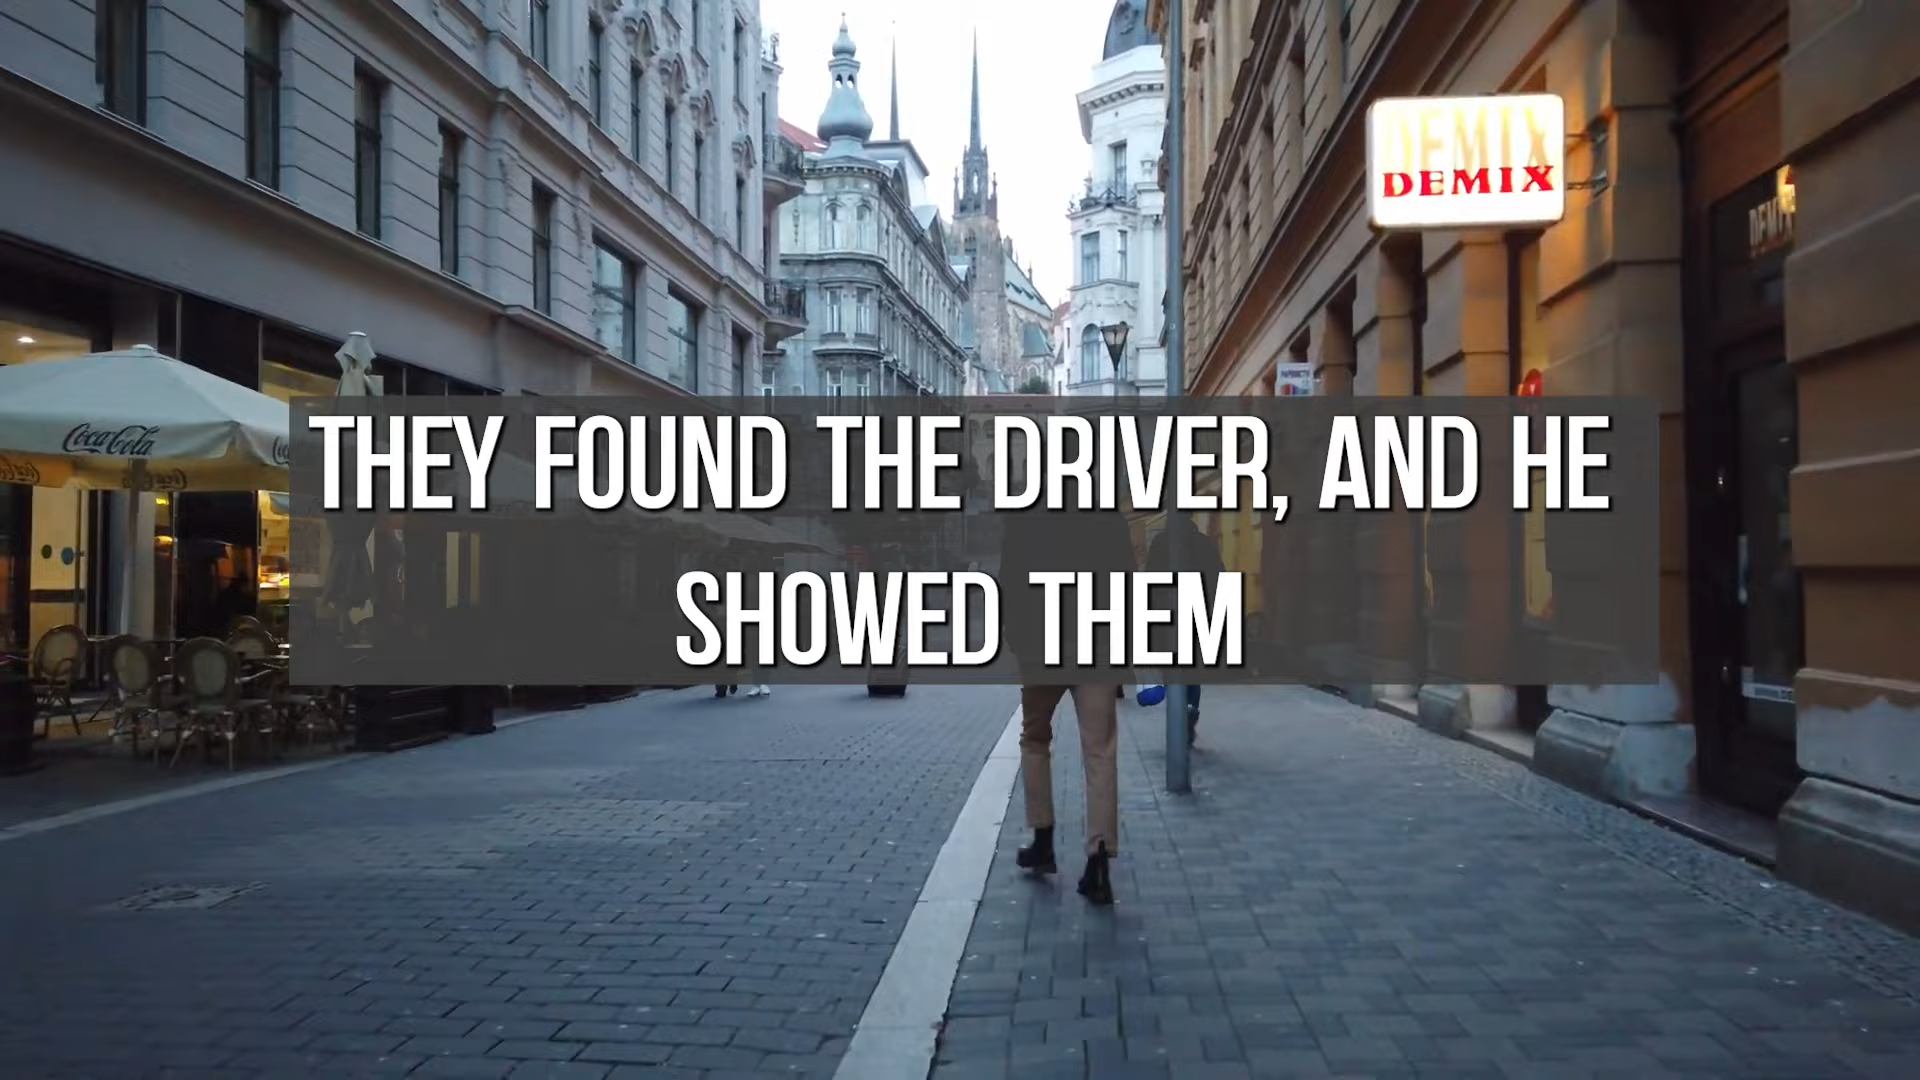 DEMIX
DEMIX
Coca-Cola
THEY FOUND THE DRIVER, AND HE
SHOWED THEM